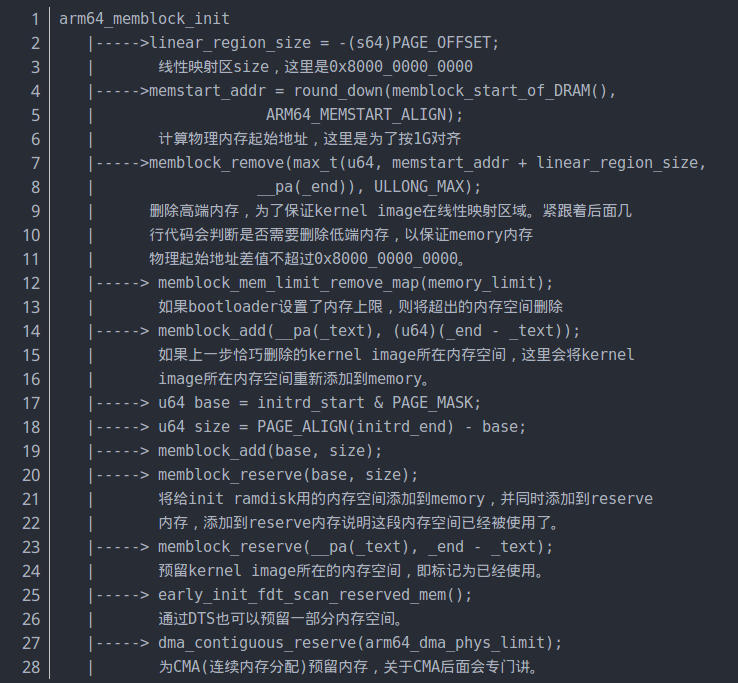 1 arm64_memblock_init
2    |----->linear_region_size = -(s64)PAGE_OFFSET;
3    |       线性映射区size，这里是0x8000_0000_0000
4    |----->memstart_addr = round_down(memblock_start_of_DRAM(),
5    |                   ARM64_MEMSTART_ALIGN);
6    |       计算物理内存起始地址，这里是为了按1G对齐
7    |----->memblock_remove(max_t(u64, memstart_addr + linear_region_size,
8    |                  __pa(_end)), ULLONG_MAX);
9    |      删除高端内存，为了保证kernel image在线性映射区域。紧跟着后面几
10    |      行代码会判断是否需要删除低端内存，以保证memory内存
11    |      物理起始地址差值不超过0x8000_0000_0000。
12    |-----> memblock_mem_limit_remove_map(memory_limit);
13    |       如果bootloader设置了内存上限，则将超出的内存空间删除
14    |-----> memblock_add(__pa(_text), (u64)(_end - _text));
15    |       如果上一步恰巧删除的kernel image所在内存空间，这里会将kernel
16    |       image所在内存空间重新添加到memory。
17    |-----> u64 base = initrd_start & PAGE_MASK;
18    |-----> u64 size = PAGE_ALIGN(initrd_end) - base;
19    |-----> memblock_add(base, size);
20    |-----> memblock_reserve(base, size);
21    |       将给init ramdisk用的内存空间添加到memory，并同时添加到reserve
22    |       内存，添加到reserve内存说明这段内存空间已经被使用了。
23    |-----> memblock_reserve(__pa(_text), _end - _text);
24    |       预留kernel image所在的内存空间，即标记为已经使用。
25    |-----> early_init_fdt_scan_reserved_mem();
26    |       通过DTS也可以预留一部分内存空间。
27    |-----> dma_contiguous_reserve(arm64_dma_phys_limit);
28    |       为CMA(连续内存分配)预留内存，关于CMA后面会专门讲。